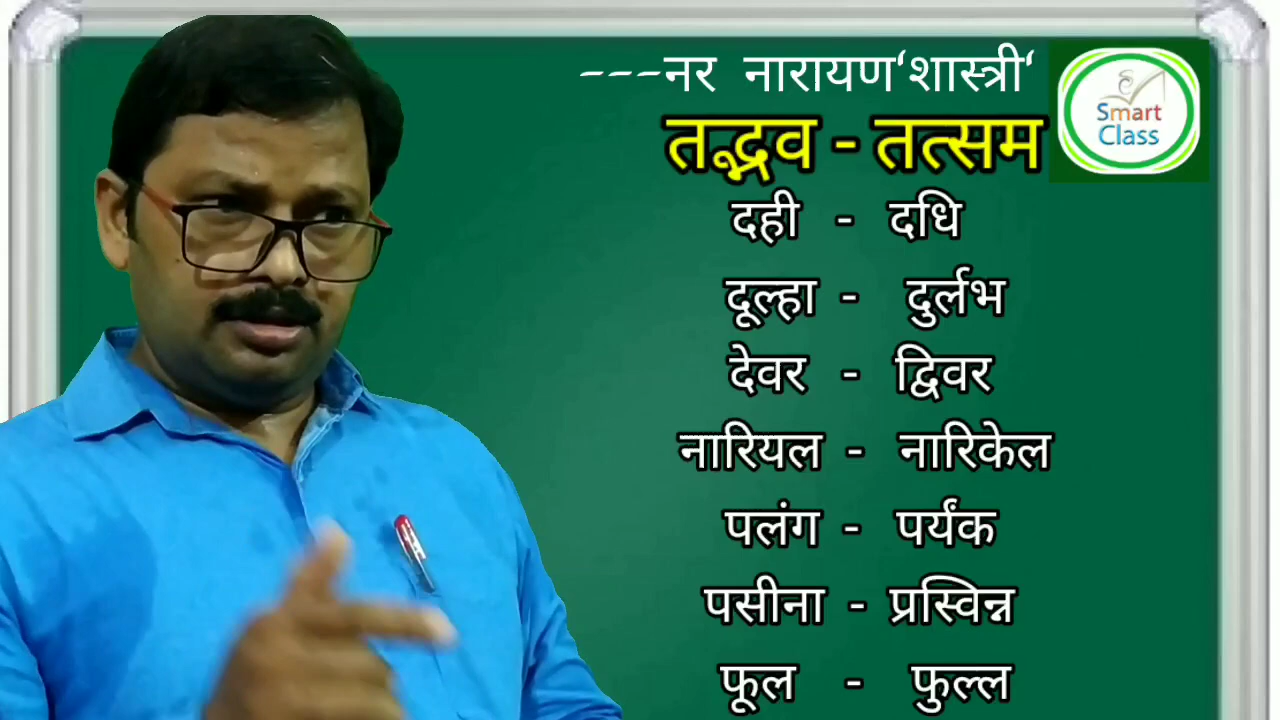 ---नर नारायण‘शास्त्री‘
Smart
Class
तद्भव - तत्सम
दही - दधि
दूल्हा - दुर्लभ
देवर - द्विवर
नारियल - नारिकेल
पलंग - पर्यंक
पसीना - प्रस्विन्न
फूल - फुल्ल